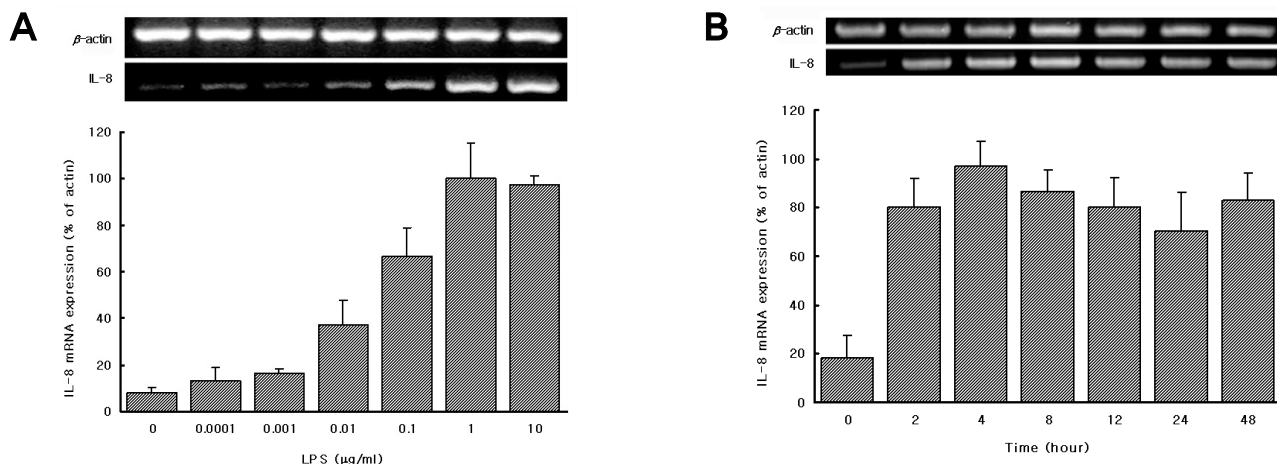 A
β-actin
IL-8
IL-8 mRNA expression (% of actin)
120
100
80
60
40
20
0
0 0.0001 0.001 0.01 0.1 1 10
LPS (μg/ml)
B
β-actin
IL-8
IL-8 mRNA expression (% of actin)
120
100
80
60
40
20
0
0 2 4 8 12 24 48
Time (hour)